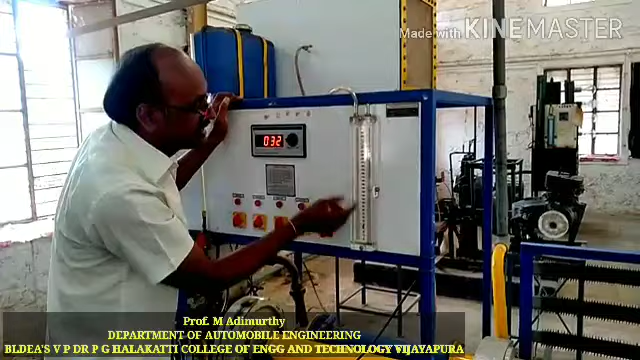 Made with KINEMASTER
032
Prof. M Adimurthy
DEPARTMENT OF AUTOMOBILE ENGINEERING
BLDEA'S V P DR P G HALAKATTI COLLEGE OF ENGG AND TECHNOLOGY VIJAYAPURA